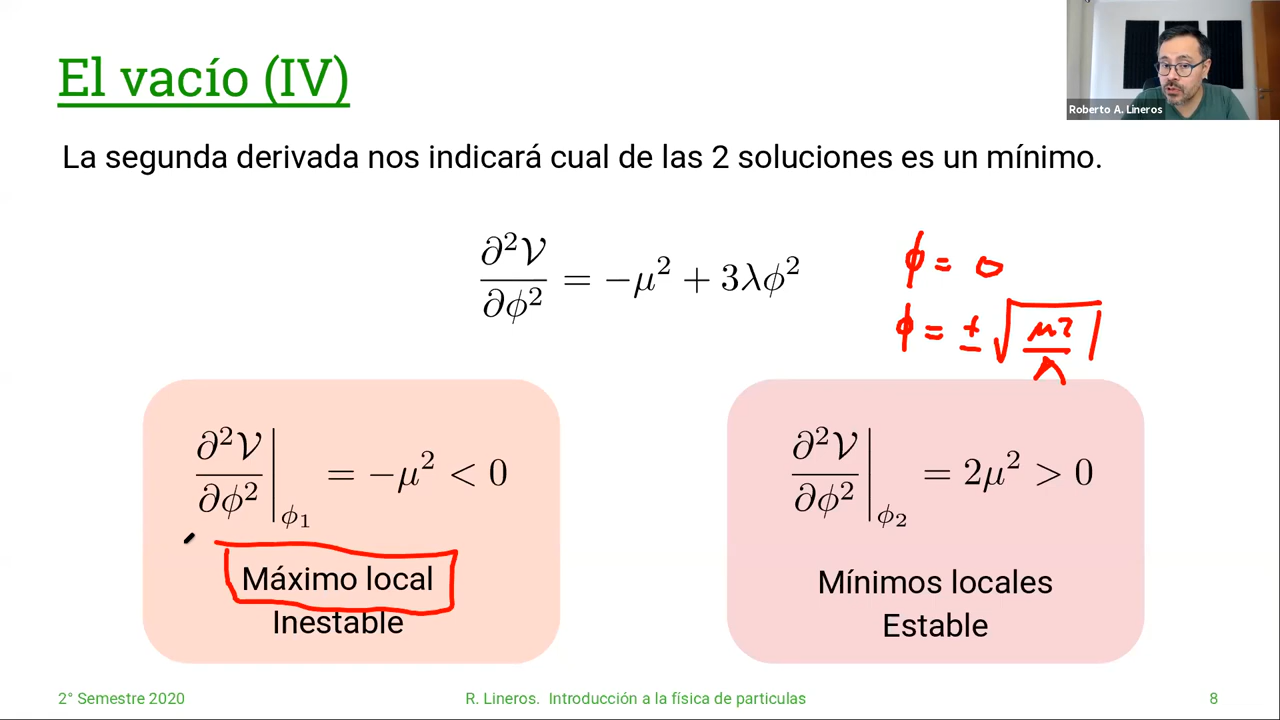 El vacío (IV)
Roberto A. Lineros
La segunda derivada nos indicará cual de las 2 soluciones es un mínimo.
∂²𝒱/∂ϕ² = −μ² + 3λϕ²
ϕ = 0
ϕ = ± √(μ²/λ)
∂²𝒱/∂ϕ² |ϕ₁ = −μ² < 0
Máximo local
Inestable
∂²𝒱/∂ϕ² |ϕ₂ = 2μ² > 0
Mínimos locales
Estable
2° Semestre 2020
R. Lineros. Introducción a la física de particulas
8